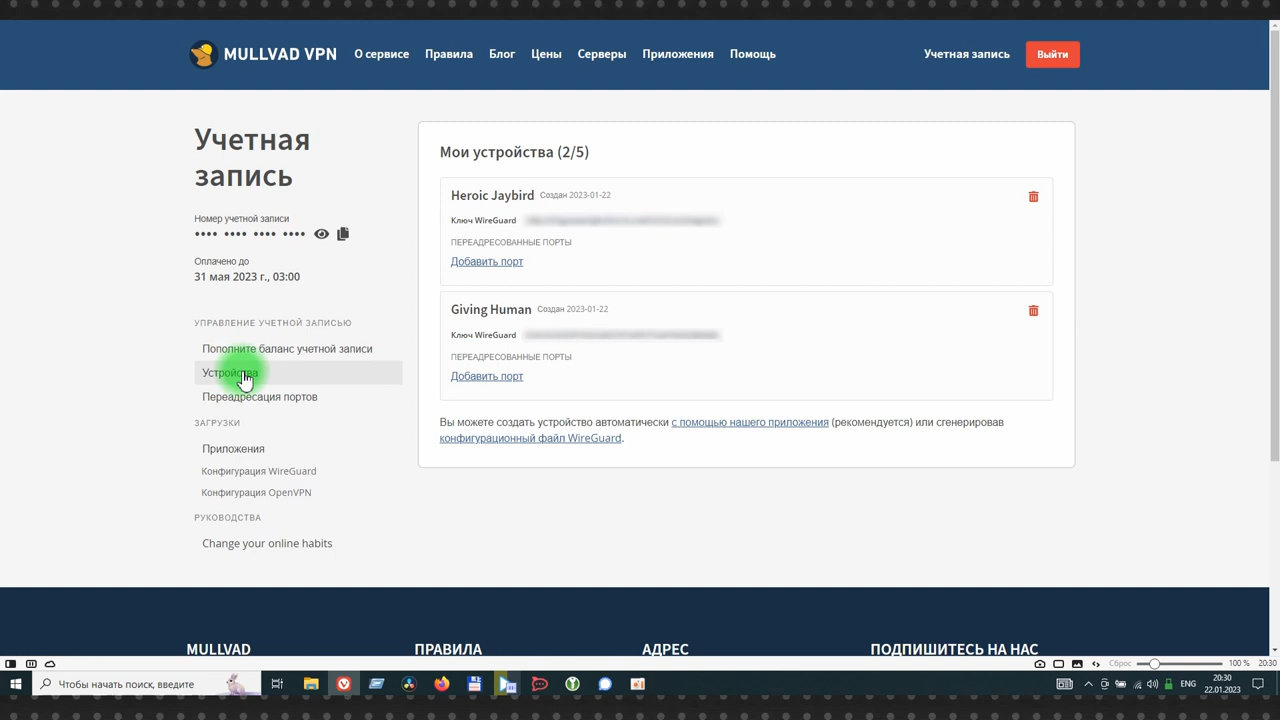 MULLVAD VPN
О сервисе
Правила
Блог
Цены
Серверы
Приложения
Помощь
Учетная запись
Выйти
Учетная
запись
Номер учетной записи
•••• •••• •••• ••••
Оплачено до
31 мая 2023 г., 03:00
УПРАВЛЕНИЕ УЧЕТНОЙ ЗАПИСЬЮ
Пополните баланс учетной записи
Устройства
Переадресация портов
ЗАГРУЗКИ
Приложения
Конфигурация WireGuard
Конфигурация OpenVPN
РУКОВОДСТВА
Change your online habits
Мои устройства (2/5)
Heroic Jaybird Создан 2023-01-22
Ключ WireGuard
ПЕРЕАДРЕСОВАННЫЕ ПОРТЫ
Добавить порт
Giving Human Создан 2023-01-22
Ключ WireGuard
ПЕРЕАДРЕСОВАННЫЕ ПОРТЫ
Добавить порт
Вы можете создать устройство автоматически с помощью нашего приложения (рекомендуется) или сгенерировав
конфигурационный файл WireGuard.
MULLVAD
ПРАВИЛА
АДРЕС
ПОДПИШИТЕСЬ НА НАС
Сброс
100 %
20:30
Чтобы начать поиск, введите
ENG
20:30
22.01.2023